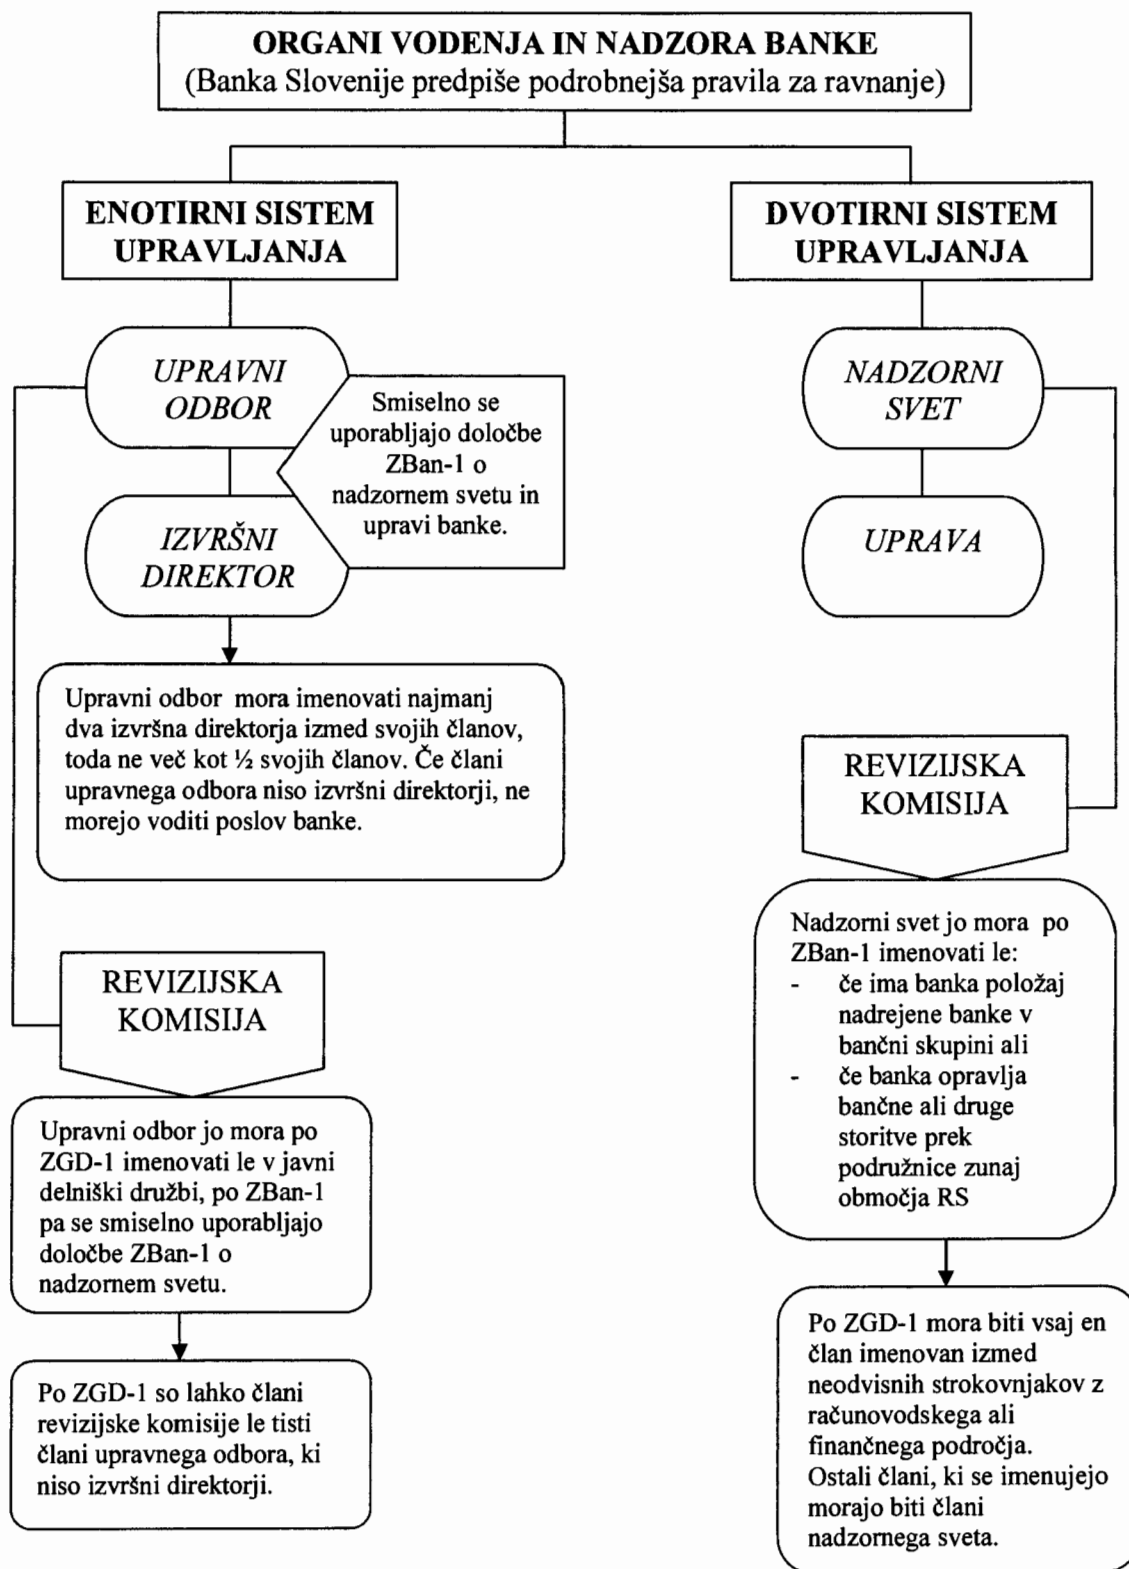 ORGANI VODENJA IN NADZORA BANKE
(Banka Slovenije predpiše podrobnejša pravila za ravnanje)
ENOTIRNI SISTEM
UPRAVLJANJA
UPRAVNI
ODBOR
Smiselno se
uporabljajo določbe
ZBan-1 o
nadzornem svetu in
upravi banke.
IZVRŠNI
DIREKTOR
Upravni odbor mora imenovati najmanj
dva izvršna direktorja izmed svojih članov,
toda ne več kot ½ svojih članov. Če člani
upravnega odbora niso izvršni direktorji, ne
morejo voditi poslov banke.
REVIZIJSKA
KOMISIJA
Upravni odbor jo mora po
ZGD-1 imenovati le v javni
delniški družbi, po ZBan-1
pa se smiselno uporabljajo
določbe ZBan-1 o
nadzornem svetu.
Po ZGD-1 so lahko člani
revizijske komisije le tisti
člani upravnega odbora, ki
niso izvršni direktorji.
DVOTIRNI SISTEM
UPRAVLJANJA
NADZORNI
SVET
UPRAVA
REVIZIJSKA
KOMISIJA
Nadzorni svet jo mora po
ZBan-1 imenovati le:
- če ima banka položaj
nadrejene banke v
bančni skupini ali
- če banka opravlja
bančne ali druge
storitve prek
podružnice zunaj
območja RS
Po ZGD-1 mora biti vsaj en
član imenovan izmed
neodvisnih strokovnjakov z
računovodskega ali
finančnega področja.
Ostali člani, ki se imenujejo
morajo biti člani
nadzornega sveta.